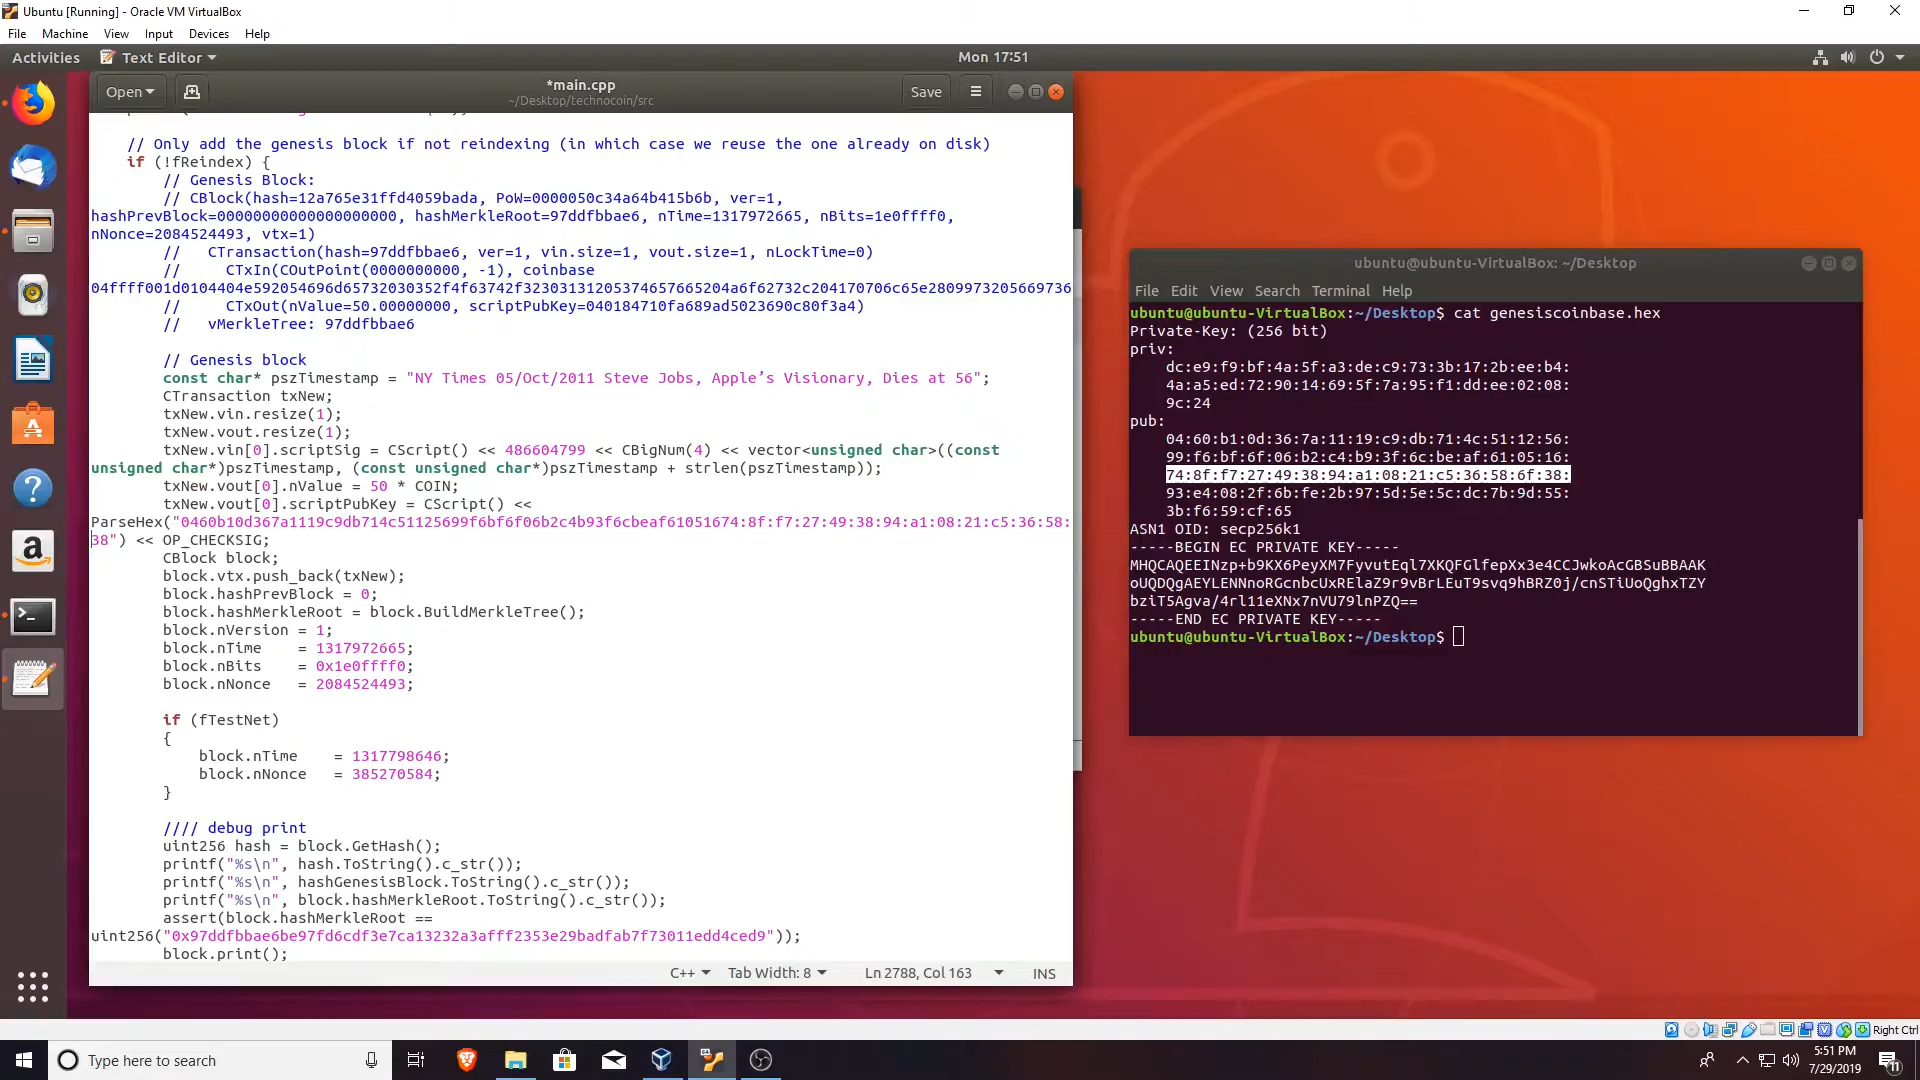 Ubuntu [Running] - Oracle VM VirtualBox
File Machine View Input Devices Help
Activities Text Editor Mon 17:51
Open *main.cpp Save
~/Desktop/technocoin/src
// Only add the genesis block if not reindexing (in which case we reuse the one already on disk)
if (!fReindex) {
// Genesis Block:
// CBlock(hash=12a765e31ffd4059bada, PoW=0000050c34a64b415b6b, ver=1,
hashPrevBlock=00000000000000000000, hashMerkleRoot=97ddfbbae6, nTime=1317972665, nBits=1e0ffff0,
nNonce=2084524493, vtx=1)
// CTransaction(hash=97ddfbbae6, ver=1, vin.size=1, vout.size=1, nLockTime=0)
// CTxIn(COutPoint(0000000000, -1), coinbase
04ffff001d0104404e592054696d65732030352f4f63742f32303131205374657665204a6f62732c204170706c65e2809973205669736
// CTxOut(nValue=50.00000000, scriptPubKey=040184710fa689ad5023690c80f3a4)
// vMerkleTree: 97ddfbbae6
// Genesis block
const char* pszTimestamp = "NY Times 05/Oct/2011 Steve Jobs, Apple’s Visionary, Dies at 56";
CTransaction txNew;
txNew.vin.resize(1);
txNew.vout.resize(1);
txNew.vin[0].scriptSig = CScript() << 486604799 << CBigNum(4) << vector<unsigned char>((const
unsigned char*)pszTimestamp, (const unsigned char*)pszTimestamp + strlen(pszTimestamp));
txNew.vout[0].nValue = 50 * COIN;
txNew.vout[0].scriptPubKey = CScript() <<
ParseHex("0460b10d367a1119c9db714c51125699f6bf6f06b2c4b93f6cbeaf61051674:8f:f7:27:49:38:94:a1:08:21:c5:36:58:
38") << OP_CHECKSIG;
CBlock block;
block.vtx.push_back(txNew);
block.hashPrevBlock = 0;
block.hashMerkleRoot = block.BuildMerkleTree();
block.nVersion = 1;
block.nTime = 1317972665;
block.nBits = 0x1e0ffff0;
block.nNonce = 2084524493;
if (fTestNet)
{
block.nTime = 1317798646;
block.nNonce = 385270584;
}
//// debug print
uint256 hash = block.GetHash();
printf("%s\n", hash.ToString().c_str());
printf("%s\n", hashGenesisBlock.ToString().c_str());
printf("%s\n", block.hashMerkleRoot.ToString().c_str());
assert(block.hashMerkleRoot ==
uint256("0x97ddfbbae6be97fd6cdf3e7ca13232a3afff2353e29badfab7f73011edd4ced9"));
block.print();
C++ Tab Width: 8 Ln 2788, Col 163 INS
ubuntu@ubuntu-VirtualBox: ~/Desktop
File Edit View Search Terminal Help
ubuntu@ubuntu-VirtualBox:~/Desktop$ cat genesiscoinbase.hex
Private-Key: (256 bit)
priv:
dc:e9:f9:bf:4a:5f:a3:de:c9:73:3b:17:2b:ee:b4:
4a:a5:ed:72:90:14:69:5f:7a:95:f1:dd:ee:02:08:
9c:24
pub:
04:60:b1:0d:36:7a:11:19:c9:db:71:4c:51:12:56:
99:f6:bf:6f:06:b2:c4:b9:3f:6c:be:af:61:05:16:
74:8f:f7:27:49:38:94:a1:08:21:c5:36:58:6f:38:
93:e4:08:2f:6b:fe:2b:97:5d:5e:5c:dc:7b:9d:55:
3b:f6:59:cf:65
ASN1 OID: secp256k1
-----BEGIN EC PRIVATE KEY-----
MHQCAQEEINzp+b9KX6PeyXM7FyvutEql7XKQFGlfepXx3e4CCJwkoAcGBSuBBAAK
oUQDQgAEYLENNnoRGcnbcUxRElaZ9r9vBrLEuT9svq9hBRZ0j/cnSTiUoQghxTZY
bziT5Agva/4rl11eXNx7nVU79lnPZQ==
-----END EC PRIVATE KEY-----
ubuntu@ubuntu-VirtualBox:~/Desktop$
Right Ctrl
Type here to search
5:51 PM
7/29/2019
11